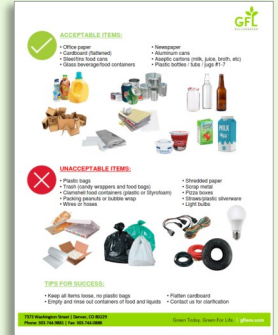 GFL
ENVIRONMENTAL
ACCEPTABLE ITEMS:
• Office paper
• Cardboard (flattened)
• Steel/tins food cans
• Glass beverage/food containers
• Newspaper
• Aluminum cans
• Aseptic cartons (milk, juice, broth, etc)
• Plastic bottles / tubs / jugs #1-7
MILK
UNACCEPTABLE ITEMS:
• Plastic bags
• Trash (candy wrappers and food bags)
• Clamshell food containers (plastic or Styrofoam)
• Packing peanuts or bubble wrap
• Wires or hoses
• Shredded paper
• Scrap metal
• Pizza boxes
• Straws/plastic silverware
• Light bulbs
TIPS FOR SUCCESS:
• Keep all items loose, no plastic bags
• Empty and rinse out containers of food and liquids
• Flatten cardboard
• Contact us for clarification
7373 Washington Street | Denver, CO 80229
Green Today, Green For Life.